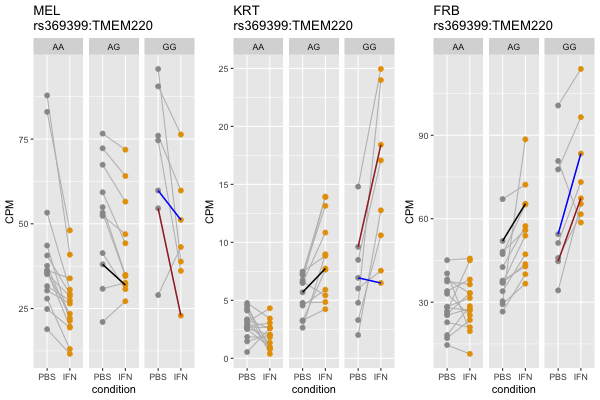 MEL
rs369399:TMEM220
AA AG GG
CPM
75
50
25
PBS IFN PBS IFN PBS IFN
condition
KRT
rs369399:TMEM220
AA AG GG
CPM
25
20
15
10
5
0
PBS IFN PBS IFN PBS IFN
condition
FRB
rs369399:TMEM220
AA AG GG
CPM
90
60
30
PBS IFN PBS IFN PBS IFN
condition